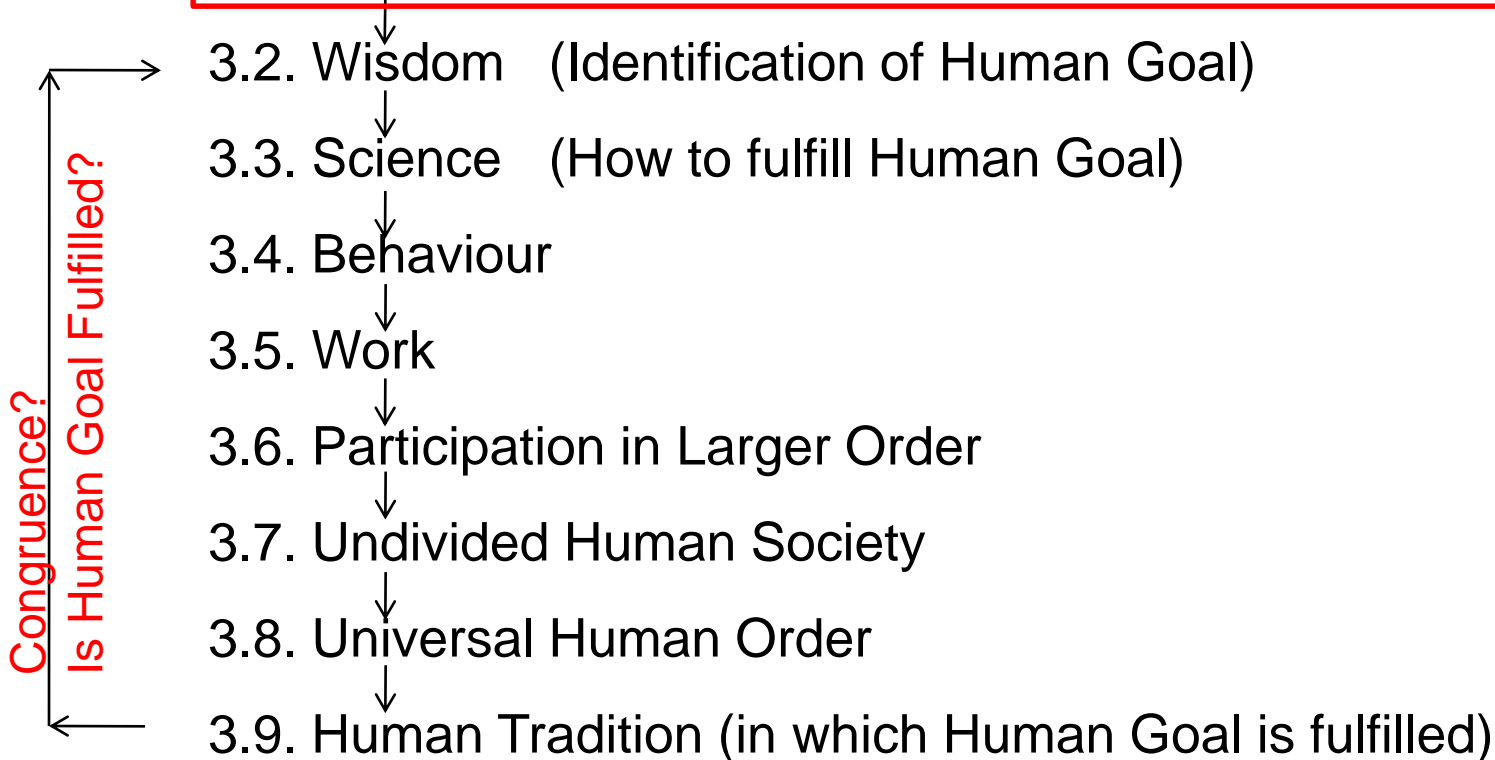 3.2. Wisdom (Identification of Human Goal)
3.3. Science (How to fulfill Human Goal)
3.4. Behaviour
3.5. Work
3.6. Participation in Larger Order
3.7. Undivided Human Society
3.8. Universal Human Order
3.9. Human Tradition (in which Human Goal is fulfilled)
Congruence?
Is Human Goal Fulfilled?